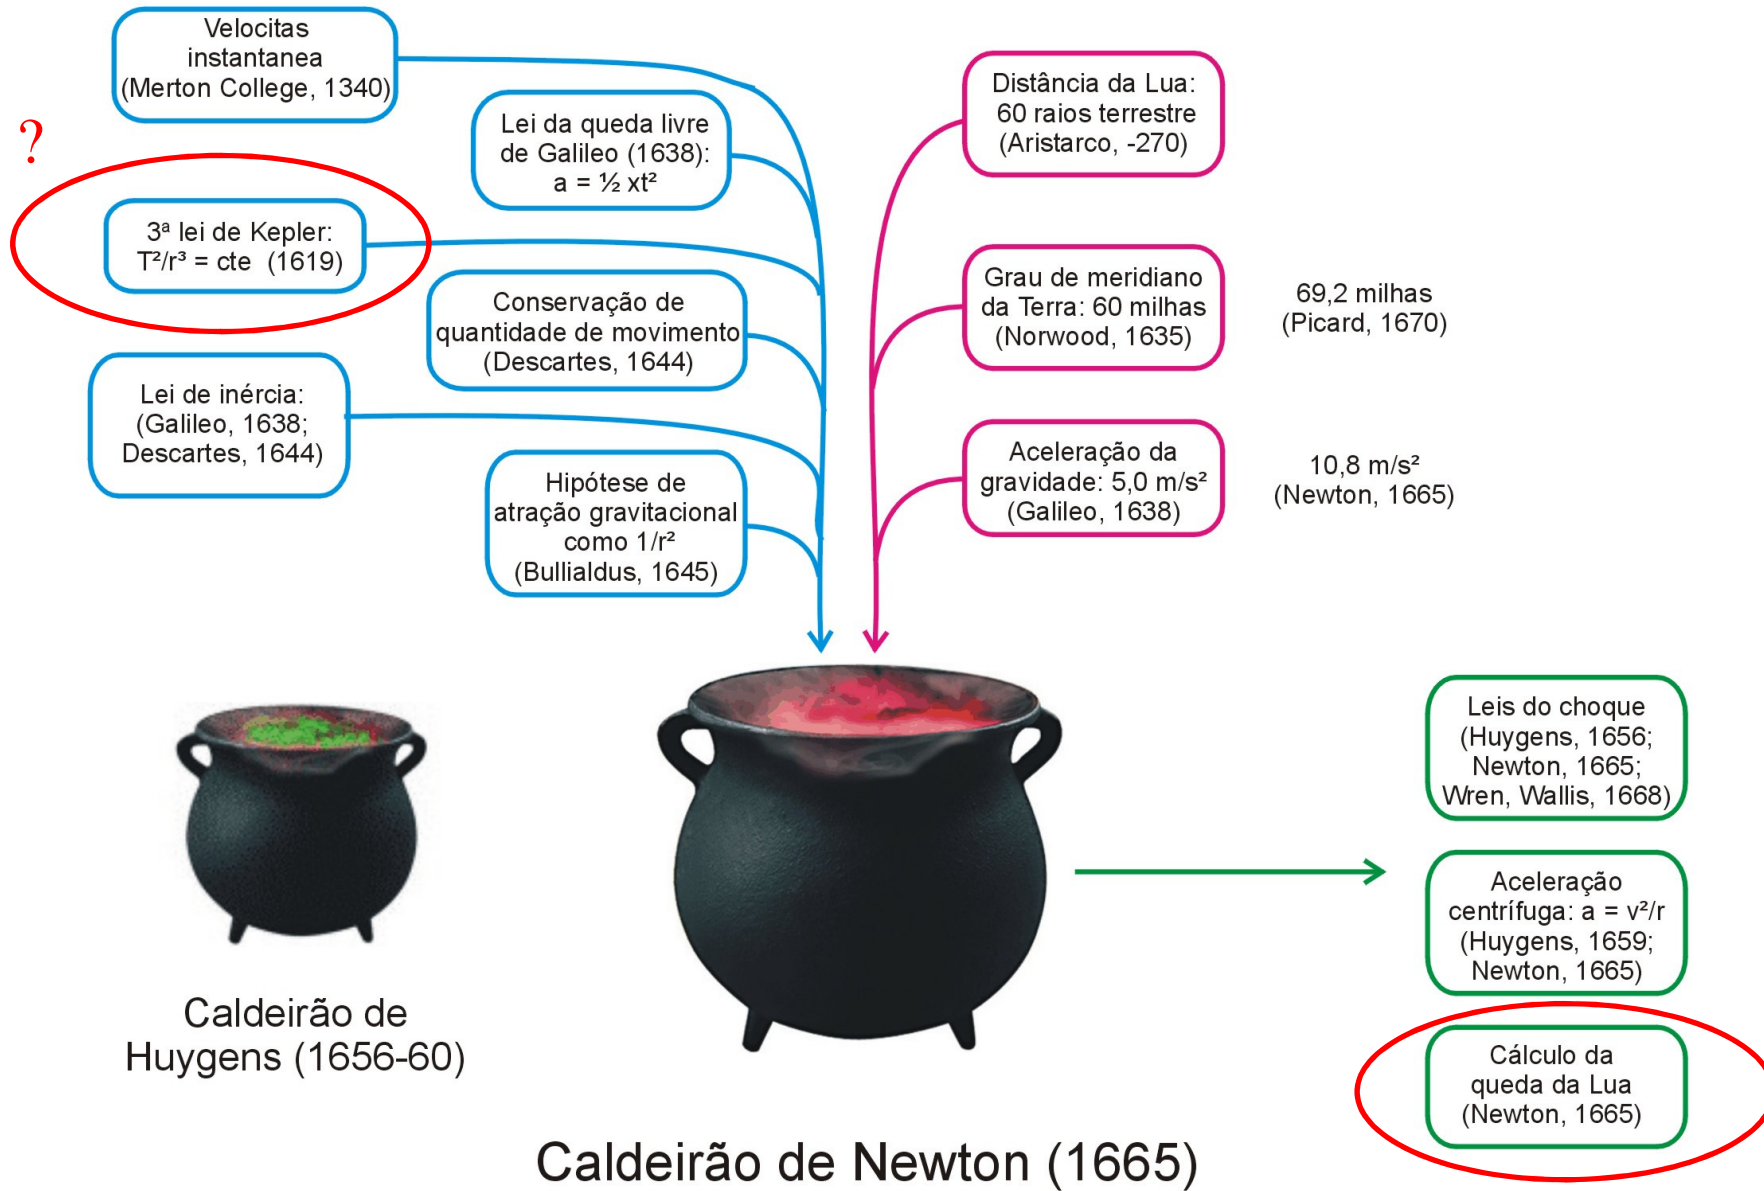 Velocitas
instantanea
(Merton College, 1340)
?
Lei da queda livre
de Galileo (1638):
a = ½ xt²
3ª lei de Kepler:
T²/r³ = cte  (1619)
Conservação de
quantidade de movimento
(Descartes, 1644)
Lei de inércia:
(Galileo, 1638;
Descartes, 1644)
Hipótese de
atração gravitacional
como 1/r²
(Bullialdus, 1645)
Distância da Lua:
60 raios terrestre
(Aristarco, -270)
Grau de meridiano
da Terra: 60 milhas
(Norwood, 1635)
69,2 milhas
(Picard, 1670)
Aceleração da
gravidade: 5,0 m/s²
(Galileo, 1638)
10,8 m/s²
(Newton, 1665)
Leis do choque
(Huygens, 1656;
Newton, 1665;
Wren, Wallis, 1668)
Aceleração
centrífuga: a = v²/r
(Huygens, 1659;
Newton, 1665)
Cálculo da
queda da Lua
(Newton, 1665)
Caldeirão de
Huygens (1656-60)
Caldeirão de Newton (1665)